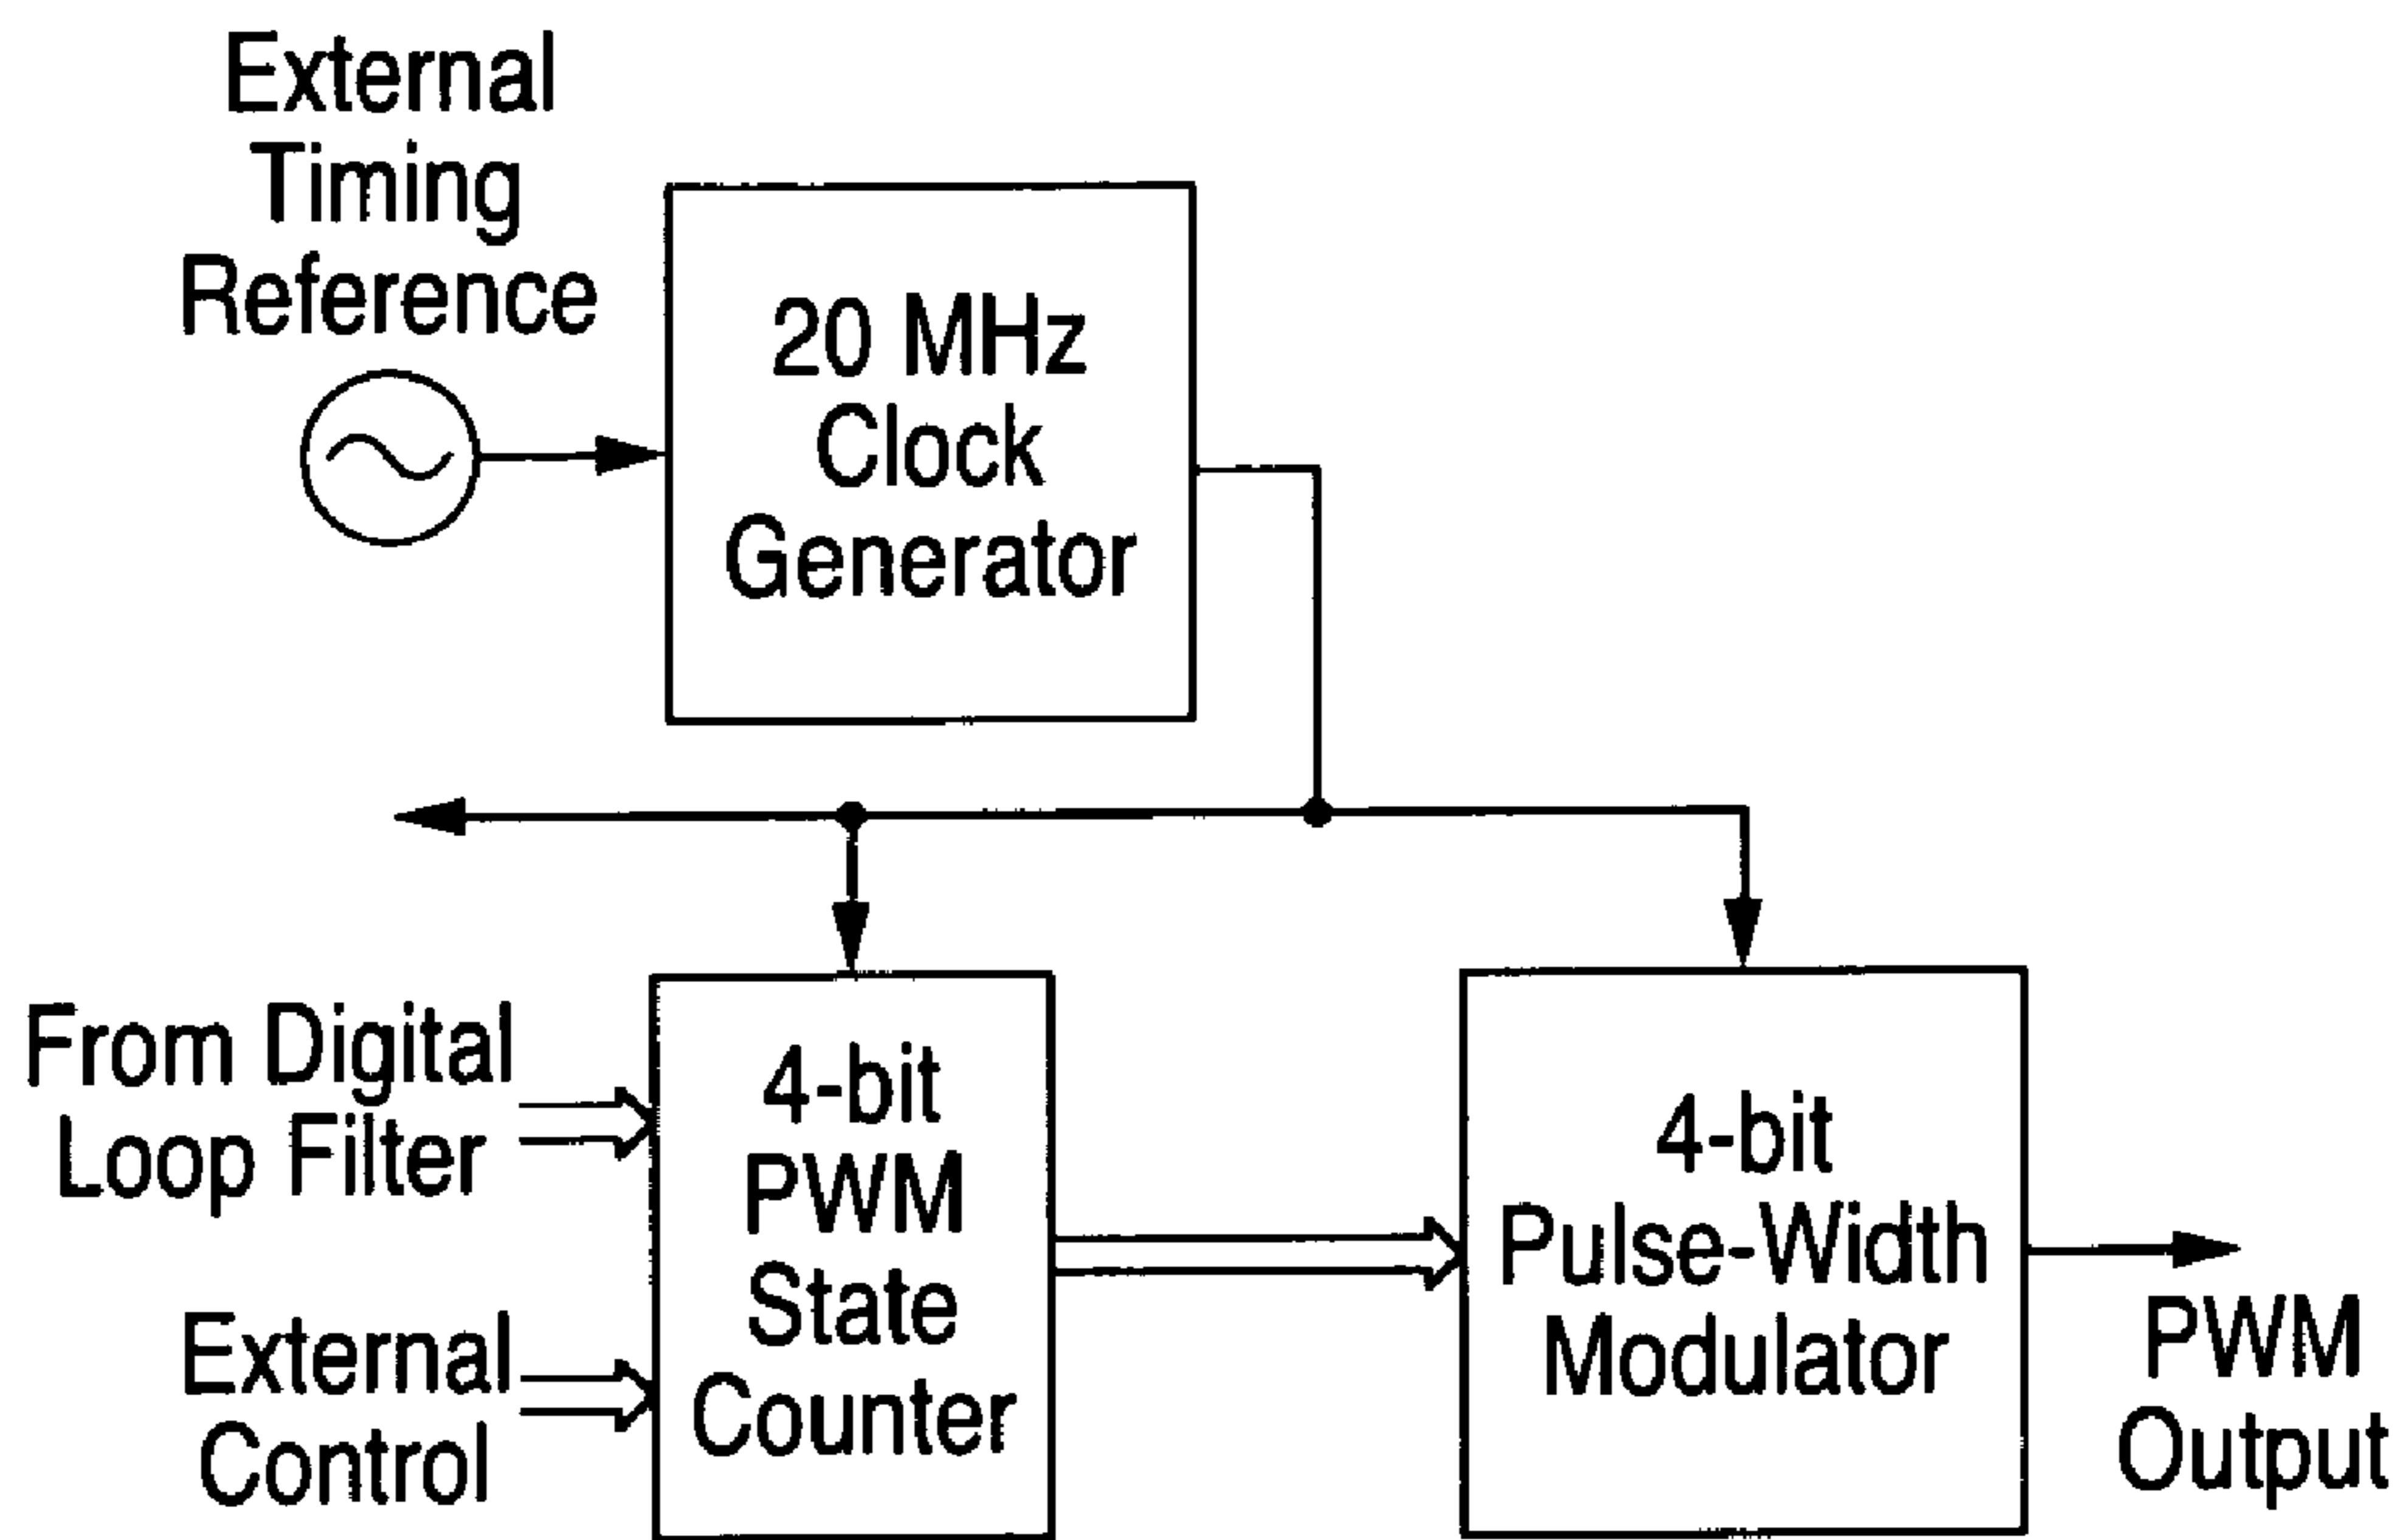 External
Timing
Reference
20 MHz
Clock
Generator
From Digital
Loop Filter
External
Control
4-bit
PWM
State
Counter
4-bit
Pulse-Width
Modulator
PWM
Output